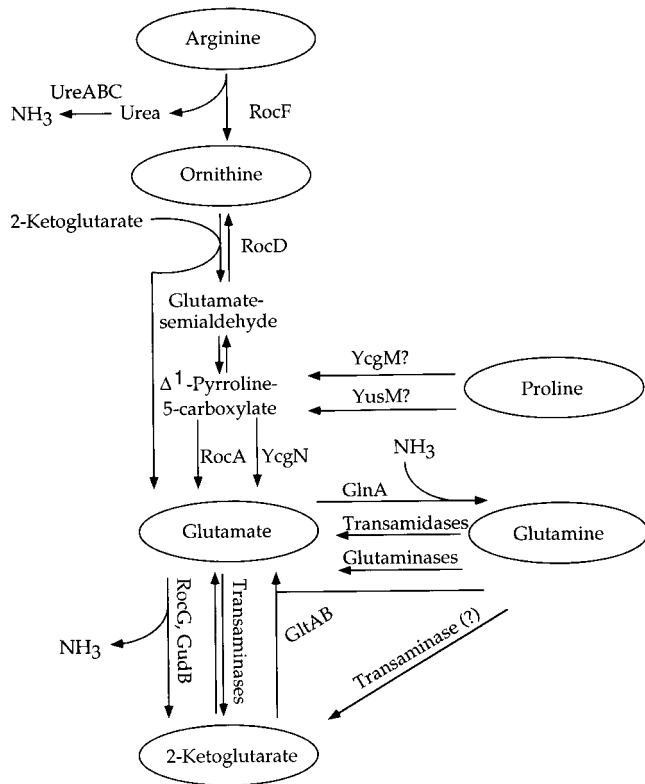 Arginine
UreABC
NH3
Urea
RocF
Ornithine
2-Ketoglutarate
RocD
Glutamate-
semialdehyde
YcgM?
Δ1-Pyrroline-
5-carboxylate
YusM?
Proline
RocA
YcgN
NH3
GlnA
Glutamate
Transamidases
Glutamine
Glutaminases
RocG, GudB
Transaminases
GltAB
NH3
Transaminase (?)
2-Ketoglutarate